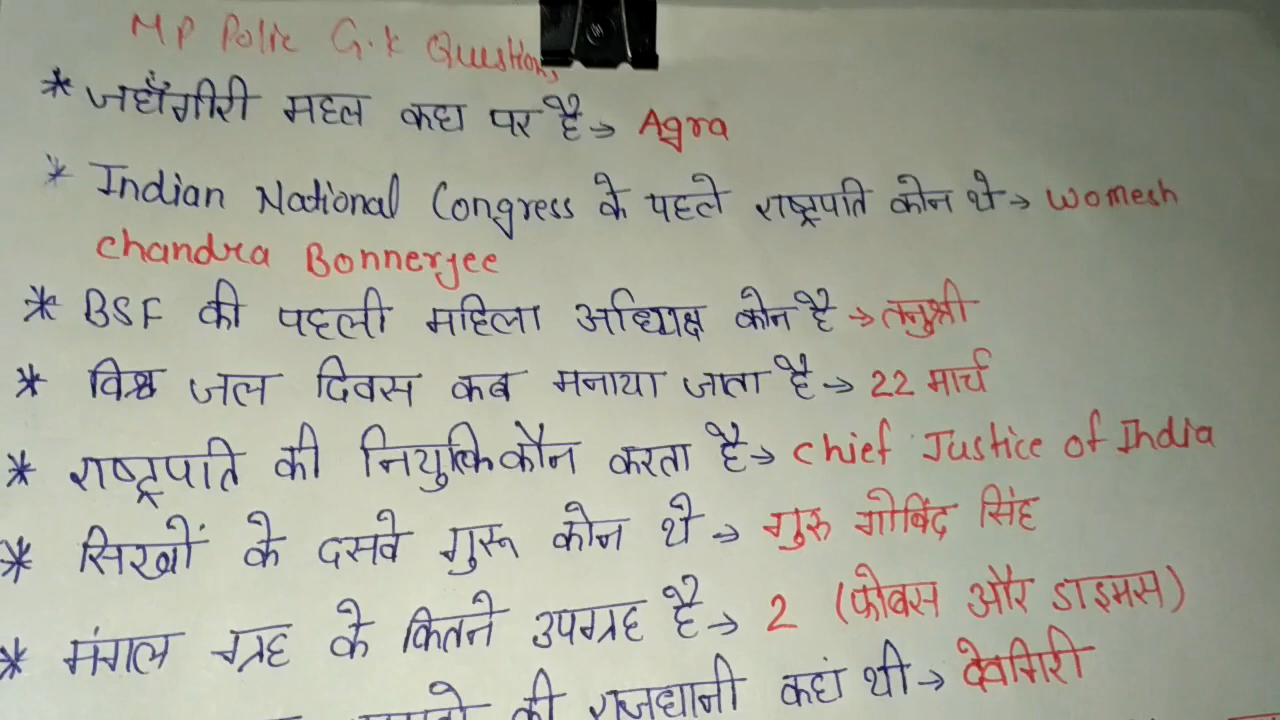 MP Polic G.K Questions
* जहाँगीरी महल कहा पर है→ Agra
* Indian National Congress के पहले राष्ट्रपति कोन थे→ Womesh
Chandra Bonnerjee
* BSF की पहली महिला अधियक्ष कोन है→ तनुश्री
* विश्व जल दिवस कब मनाया जाता है→ 22 मार्च
* राष्ट्रपति की नियुक्ति कौन करता है→ Chief Justice of India
* सिखों के दसवे गुरू कोन थे→ गुरु गोविंद सिंह
* मंगल ग्रह के कितने उपग्रह है→ 2 (फोबस और डाइमस)
की राजधानी कहां थी→ देवगिरी